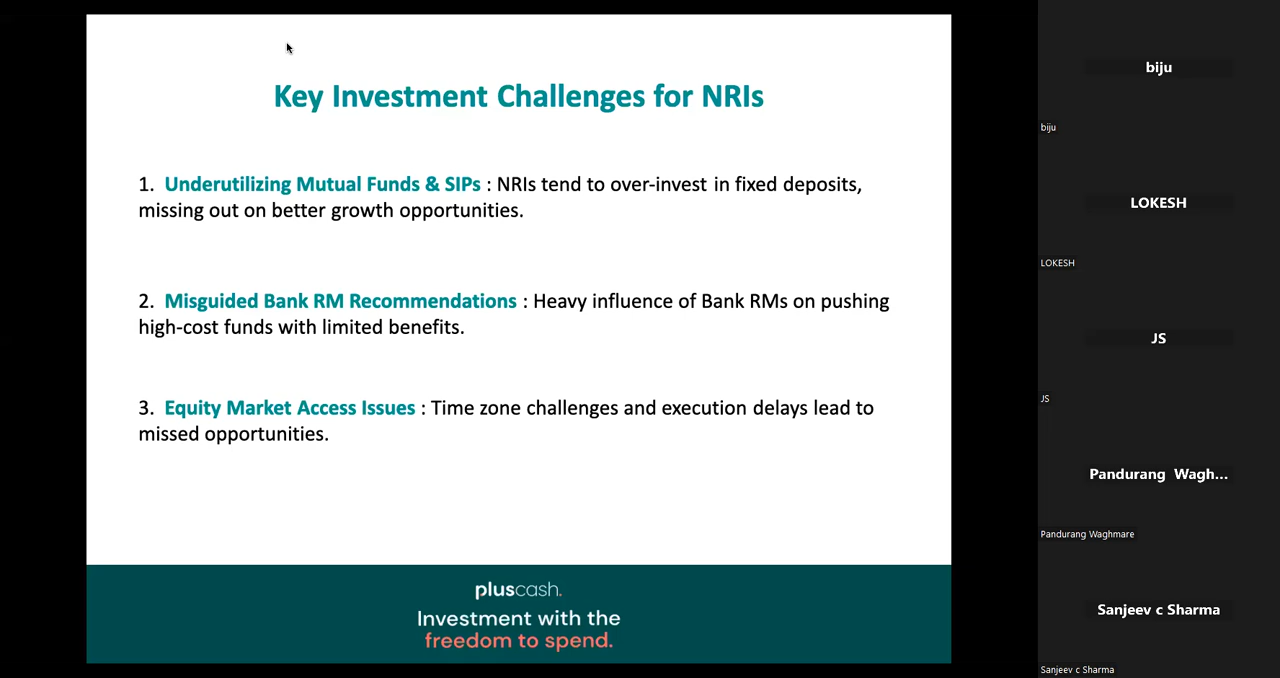 Key Investment Challenges for NRIs
1. Underutilizing Mutual Funds & SIPs : NRIs tend to over-invest in fixed deposits,
missing out on better growth opportunities.
2. Misguided Bank RM Recommendations : Heavy influence of Bank RMs on pushing
high-cost funds with limited benefits.
3. Equity Market Access Issues : Time zone challenges and execution delays lead to
missed opportunities.
pluscash.
Investment with the
freedom to spend.
biju
biju
LOKESH
LOKESH
JS
JS
Pandurang Wagh...
Pandurang Waghmare
Sanjeev c Sharma
Sanjeev c Sharma